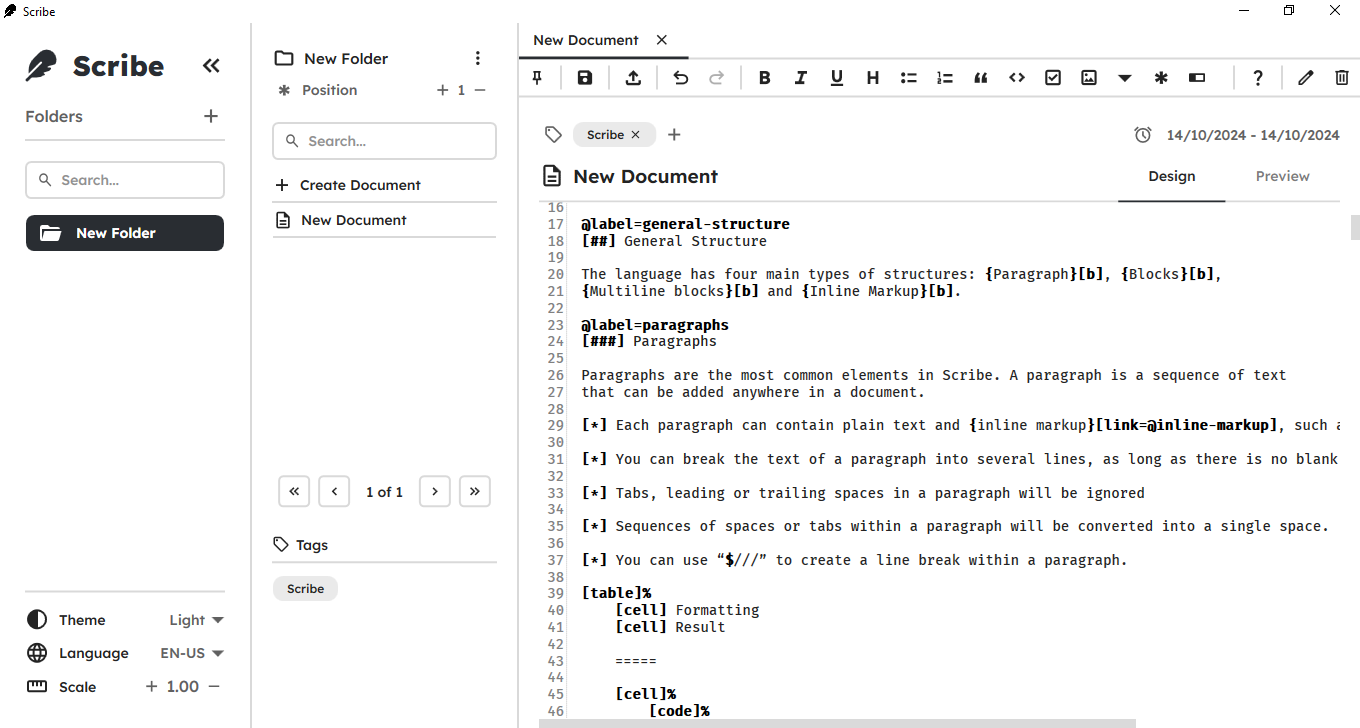 Scribe
Scribe
Folders
Search...
New Folder
Theme Light
Language EN-US
Scale + 1.00 −
New Folder
Position + 1 −
Search...
Create Document
New Document
1 of 1
Tags
Scribe
New Document
B I U H
Scribe
14/10/2024 - 14/10/2024
New Document
Design Preview
16
17 @label=general-structure
18 [##] General Structure
19
20 The language has four main types of structures: {Paragraph}[b], {Blocks}[b],
21 {Multiline blocks}[b] and {Inline Markup}[b].
22
23 @label=paragraphs
24 [###] Paragraphs
25
26 Paragraphs are the most common elements in Scribe. A paragraph is a sequence of text
27 that can be added anywhere in a document.
28
29 [*] Each paragraph can contain plain text and {inline markup}[link=@inline-markup], such
30
31 [*] You can break the text of a paragraph into several lines, as long as there is no blank
32
33 [*] Tabs, leading or trailing spaces in a paragraph will be ignored
34
35 [*] Sequences of spaces or tabs within a paragraph will be converted into a single space.
36
37 [*] You can use “$///” to create a line break within a paragraph.
38
39 [table]%
40 [cell] Formatting
41 [cell] Result
42
43 =====
44
45 [cell]%
46 [code]%